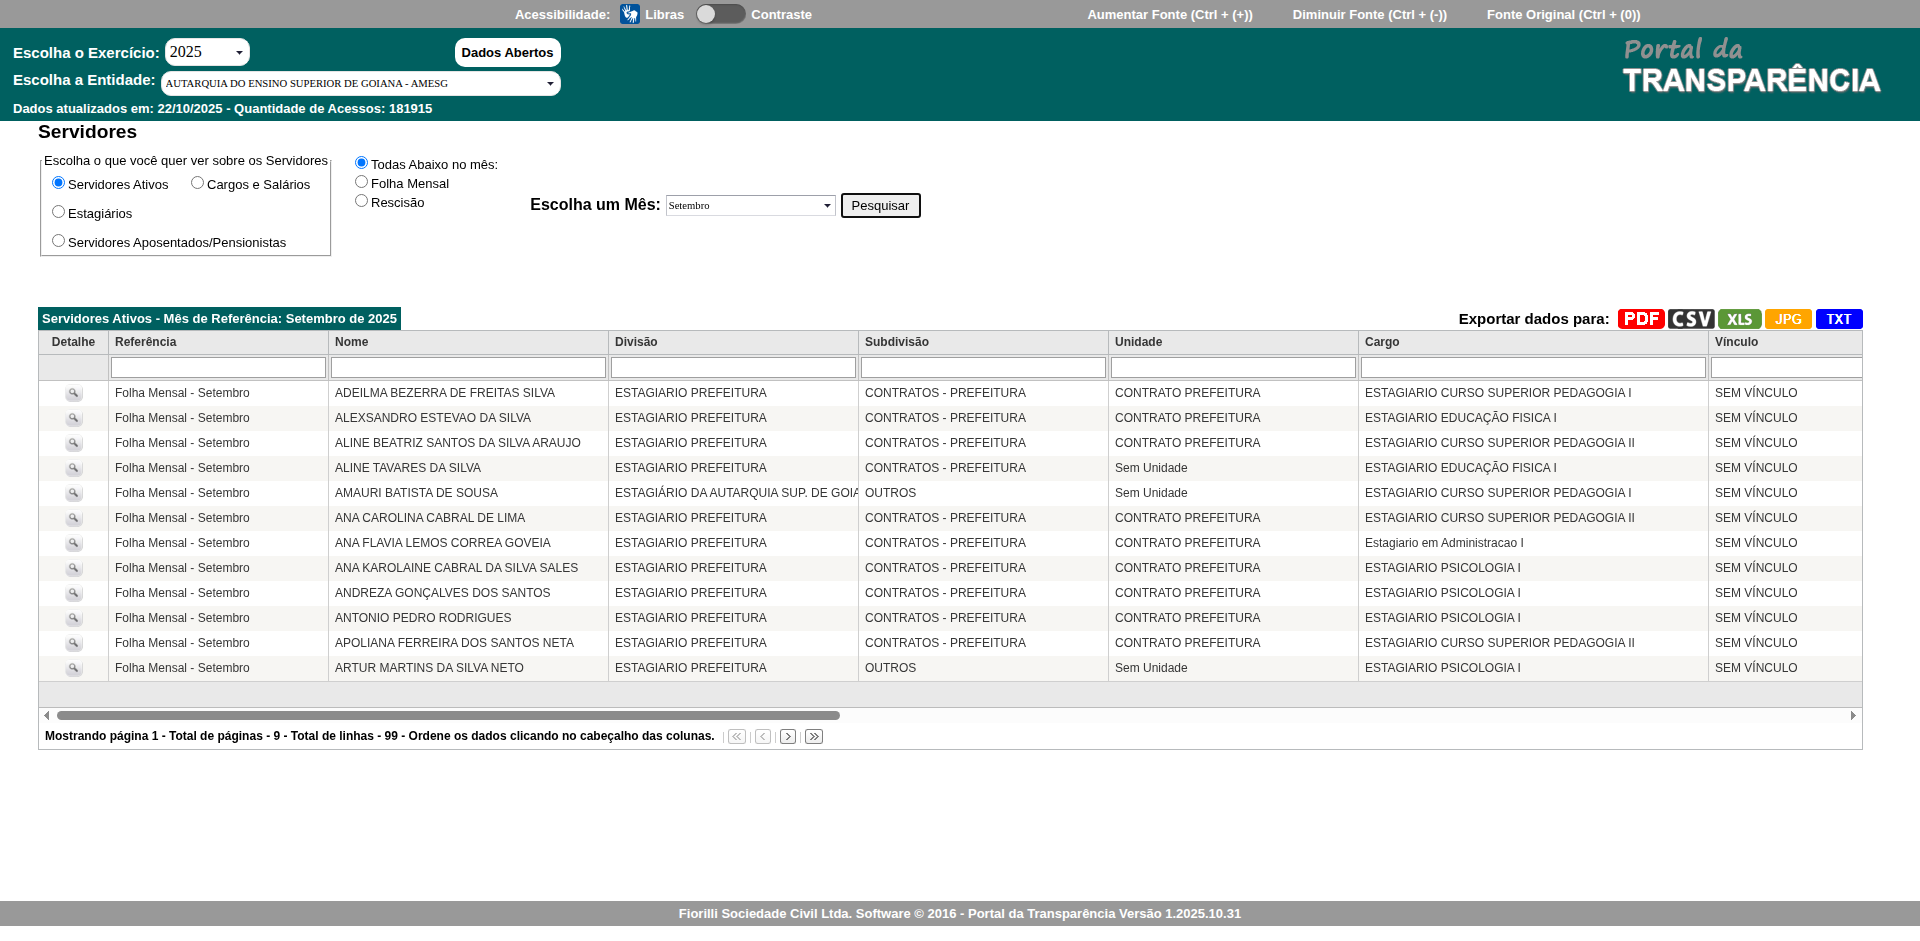 Acessibilidade: Libras Contraste Aumentar Fonte (Ctrl + (+)) Diminuir Fonte (Ctrl + (-)) Fonte Original (Ctrl + (0))
Escolha o Exercício: 2025 Dados Abertos
Escolha a Entidade: AUTARQUIA DO ENSINO SUPERIOR DE GOIANA - AMESG
Dados atualizados em: 22/10/2025 - Quantidade de Acessos: 181915
Portal da
TRANSPARÊNCIA
Servidores
Escolha o que você quer ver sobre os Servidores
Servidores Ativos Cargos e Salários
Estagiários
Servidores Aposentados/Pensionistas
Todas Abaixo no mês:
Folha Mensal
Rescisão
Escolha um Mês: Setembro Pesquisar
Servidores Ativos - Mês de Referência: Setembro de 2025 Exportar dados para: PDF CSV XLS JPG TXT
Detalhe Referência Nome Divisão Subdivisão Unidade Cargo Vínculo
Folha Mensal - Setembro ADEILMA BEZERRA DE FREITAS SILVA ESTAGIARIO PREFEITURA CONTRATOS - PREFEITURA CONTRATO PREFEITURA ESTAGIARIO CURSO SUPERIOR PEDAGOGIA I SEM VÍNCULO
Folha Mensal - Setembro ALEXSANDRO ESTEVAO DA SILVA ESTAGIARIO PREFEITURA CONTRATOS - PREFEITURA CONTRATO PREFEITURA ESTAGIARIO EDUCAÇÃO FISICA I SEM VÍNCULO
Folha Mensal - Setembro ALINE BEATRIZ SANTOS DA SILVA ARAUJO ESTAGIARIO PREFEITURA CONTRATOS - PREFEITURA CONTRATO PREFEITURA ESTAGIARIO CURSO SUPERIOR PEDAGOGIA II SEM VÍNCULO
Folha Mensal - Setembro ALINE TAVARES DA SILVA ESTAGIARIO PREFEITURA CONTRATOS - PREFEITURA Sem Unidade ESTAGIARIO EDUCAÇÃO FISICA I SEM VÍNCULO
Folha Mensal - Setembro AMAURI BATISTA DE SOUSA ESTAGIÁRIO DA AUTARQUIA SUP. DE GOIA OUTROS Sem Unidade ESTAGIARIO CURSO SUPERIOR PEDAGOGIA I SEM VÍNCULO
Folha Mensal - Setembro ANA CAROLINA CABRAL DE LIMA ESTAGIARIO PREFEITURA CONTRATOS - PREFEITURA CONTRATO PREFEITURA ESTAGIARIO CURSO SUPERIOR PEDAGOGIA II SEM VÍNCULO
Folha Mensal - Setembro ANA FLAVIA LEMOS CORREA GOVEIA ESTAGIARIO PREFEITURA CONTRATOS - PREFEITURA CONTRATO PREFEITURA Estagiario em Administracao I SEM VÍNCULO
Folha Mensal - Setembro ANA KAROLAINE CABRAL DA SILVA SALES ESTAGIARIO PREFEITURA CONTRATOS - PREFEITURA CONTRATO PREFEITURA ESTAGIARIO PSICOLOGIA I SEM VÍNCULO
Folha Mensal - Setembro ANDREZA GONÇALVES DOS SANTOS ESTAGIARIO PREFEITURA CONTRATOS - PREFEITURA CONTRATO PREFEITURA ESTAGIARIO PSICOLOGIA I SEM VÍNCULO
Folha Mensal - Setembro ANTONIO PEDRO RODRIGUES ESTAGIARIO PREFEITURA CONTRATOS - PREFEITURA CONTRATO PREFEITURA ESTAGIARIO PSICOLOGIA I SEM VÍNCULO
Folha Mensal - Setembro APOLIANA FERREIRA DOS SANTOS NETA ESTAGIARIO PREFEITURA CONTRATOS - PREFEITURA CONTRATO PREFEITURA ESTAGIARIO CURSO SUPERIOR PEDAGOGIA II SEM VÍNCULO
Folha Mensal - Setembro ARTUR MARTINS DA SILVA NETO ESTAGIARIO PREFEITURA OUTROS Sem Unidade ESTAGIARIO PSICOLOGIA I SEM VÍNCULO
Mostrando página 1 - Total de páginas - 9 - Total de linhas - 99 - Ordene os dados clicando no cabeçalho das colunas.
Fiorilli Sociedade Civil Ltda. Software © 2016 - Portal da Transparência Versão 1.2025.10.31